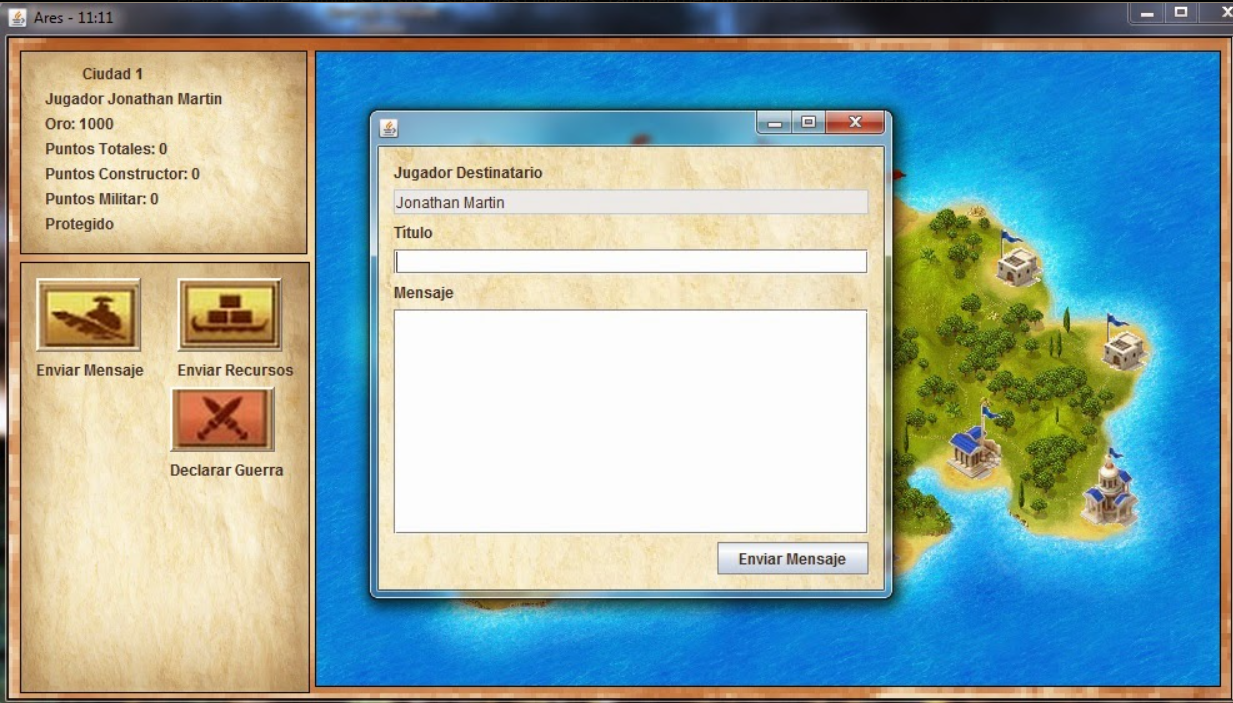 Ares - 11:11
Ciudad 1
Jugador Jonathan Martin
Oro: 1000
Puntos Totales: 0
Puntos Constructor: 0
Puntos Militar: 0
Protegido
Enviar Mensaje
Enviar Recursos
Declarar Guerra
Jugador Destinatario
Jonathan Martin
Titulo
Mensaje
Enviar Mensaje